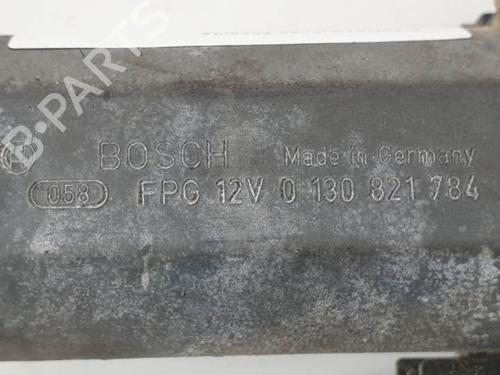 B-PARTS
BOSCH Made in Germany
058 FPG 12V 0 130 821 784